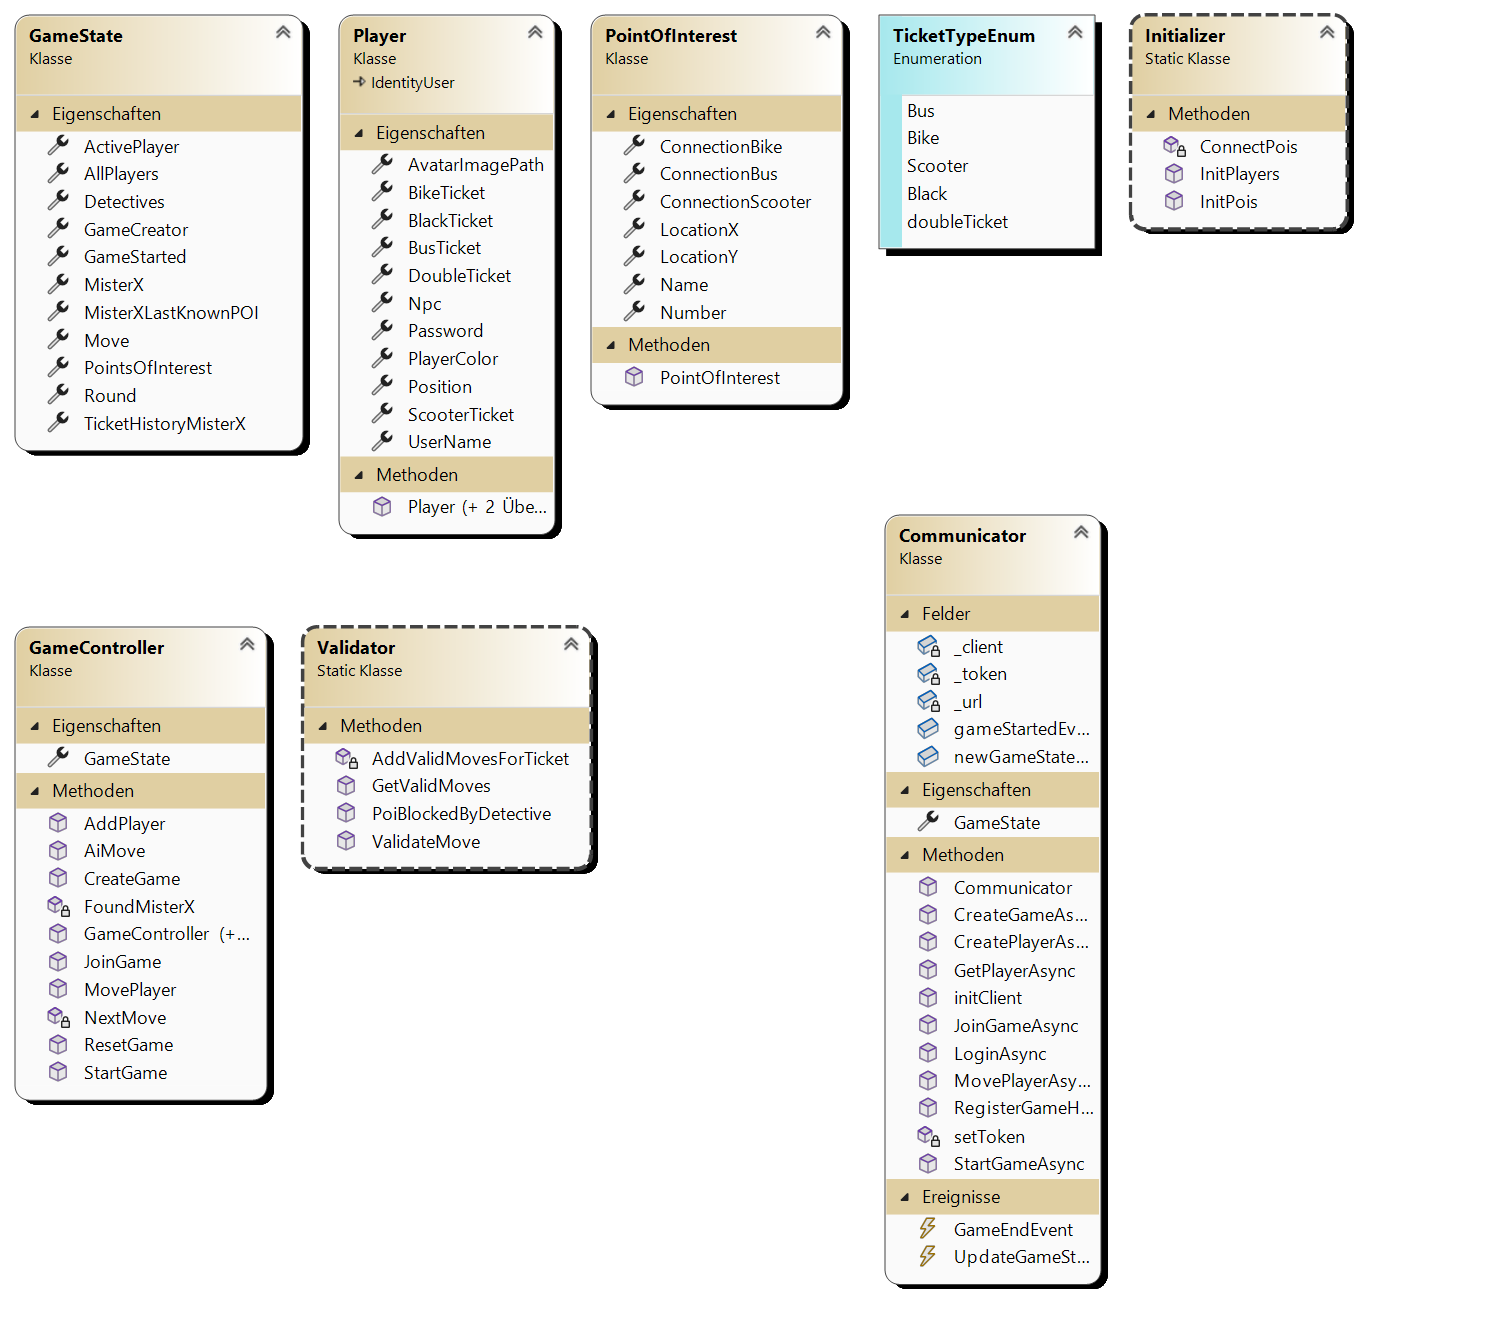 GameState
Klasse
Eigenschaften
ActivePlayer
AllPlayers
Detectives
GameCreator
GameStarted
MisterX
MisterXLastKnownPOI
Move
PointsOfInterest
Round
TicketHistoryMisterX
Player
Klasse
IdentityUser
Eigenschaften
AvatarImagePath
BikeTicket
BlackTicket
BusTicket
DoubleTicket
Npc
Password
PlayerColor
Position
ScooterTicket
UserName
Methoden
Player (+ 2 Übe...
PointOfInterest
Klasse
Eigenschaften
ConnectionBike
ConnectionBus
ConnectionScooter
LocationX
LocationY
Name
Number
Methoden
PointOfInterest
TicketTypeEnum
Enumeration
Bus
Bike
Scooter
Black
doubleTicket
Initializer
Static Klasse
Methoden
ConnectPois
InitPlayers
InitPois
GameController
Klasse
Eigenschaften
GameState
Methoden
AddPlayer
AiMove
CreateGame
FoundMisterX
GameController (+...
JoinGame
MovePlayer
NextMove
ResetGame
StartGame
Validator
Static Klasse
Methoden
AddValidMovesForTicket
GetValidMoves
PoiBlockedByDetective
ValidateMove
Communicator
Klasse
Felder
_client
_token
_url
gameStartedEv...
newGameState...
Eigenschaften
GameState
Methoden
Communicator
CreateGameAs...
CreatePlayerAs...
GetPlayerAsync
initClient
JoinGameAsync
LoginAsync
MovePlayerAsy...
RegisterGameH...
setToken
StartGameAsync
Ereignisse
GameEndEvent
UpdateGameSt...